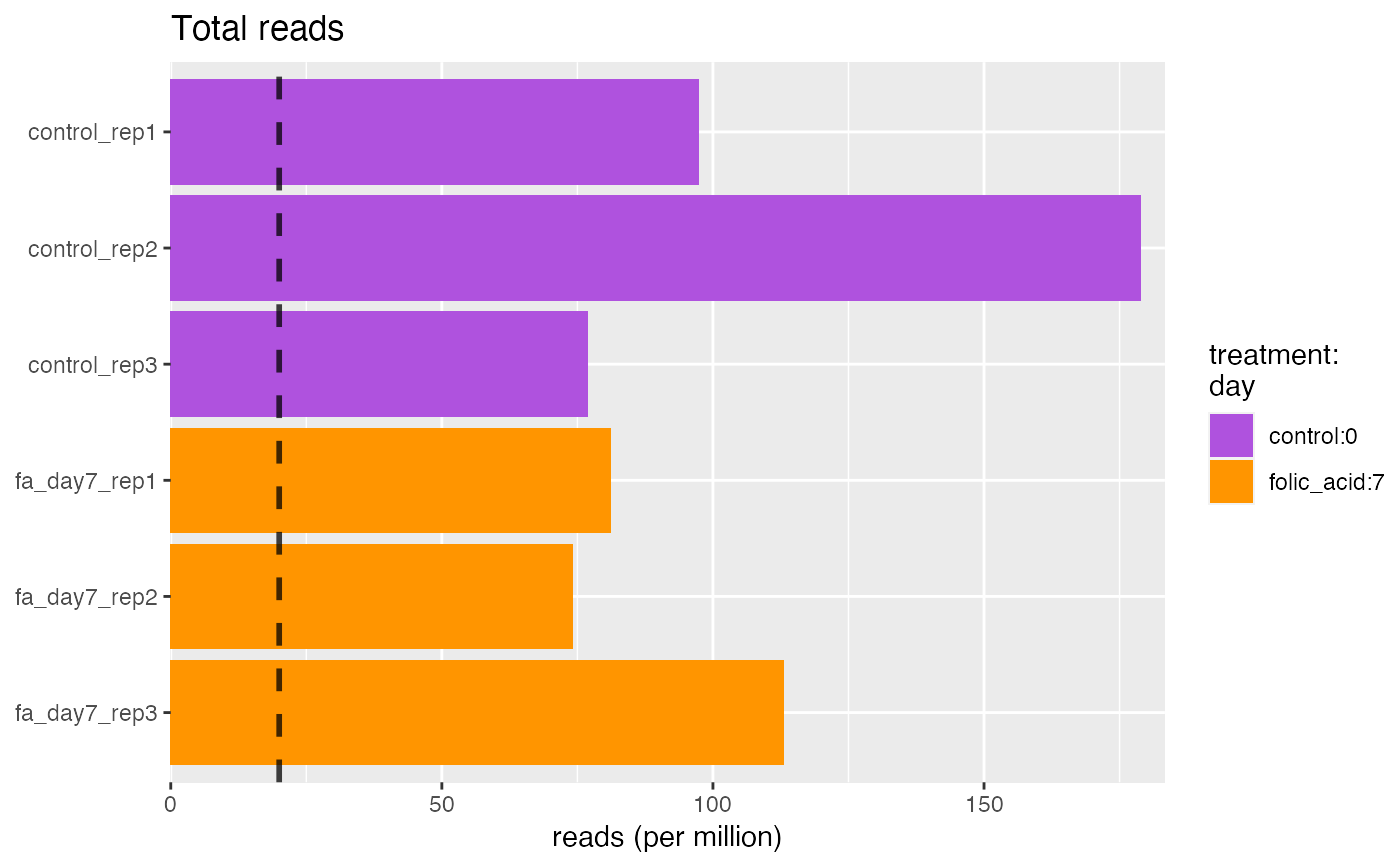 Total reads
control_rep1
control_rep2
control_rep3
fa_day7_rep1
fa_day7_rep2
fa_day7_rep3
0
50
100
150
reads (per million)
treatment:
day
control:0
folic_acid:7